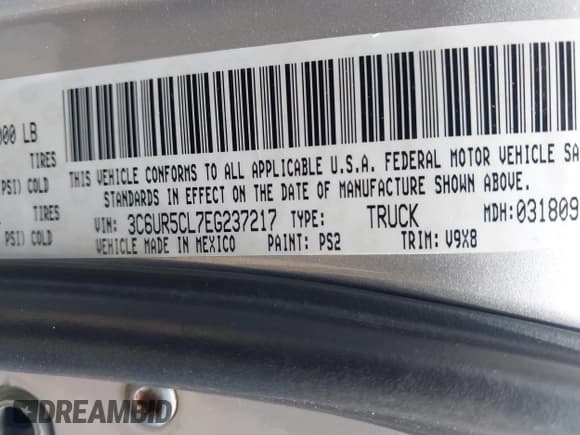 000 LB
TIRES
THIS VEHICLE CONFORMS TO ALL APPLICABLE U.S.A. FEDERAL MOTOR VEHICLE SA
PSI) COLD
STANDARDS IN EFFECT ON THE DATE OF MANUFACTURE SHOWN ABOVE.
TIRES
VIN: 3C6UR5CL7EG237217 TYPE: TRUCK MDH:031809
PSI) COLD
VEHICLE MADE IN MEXICO PAINT: PS2 TRIM: V9X8
DREAMBID